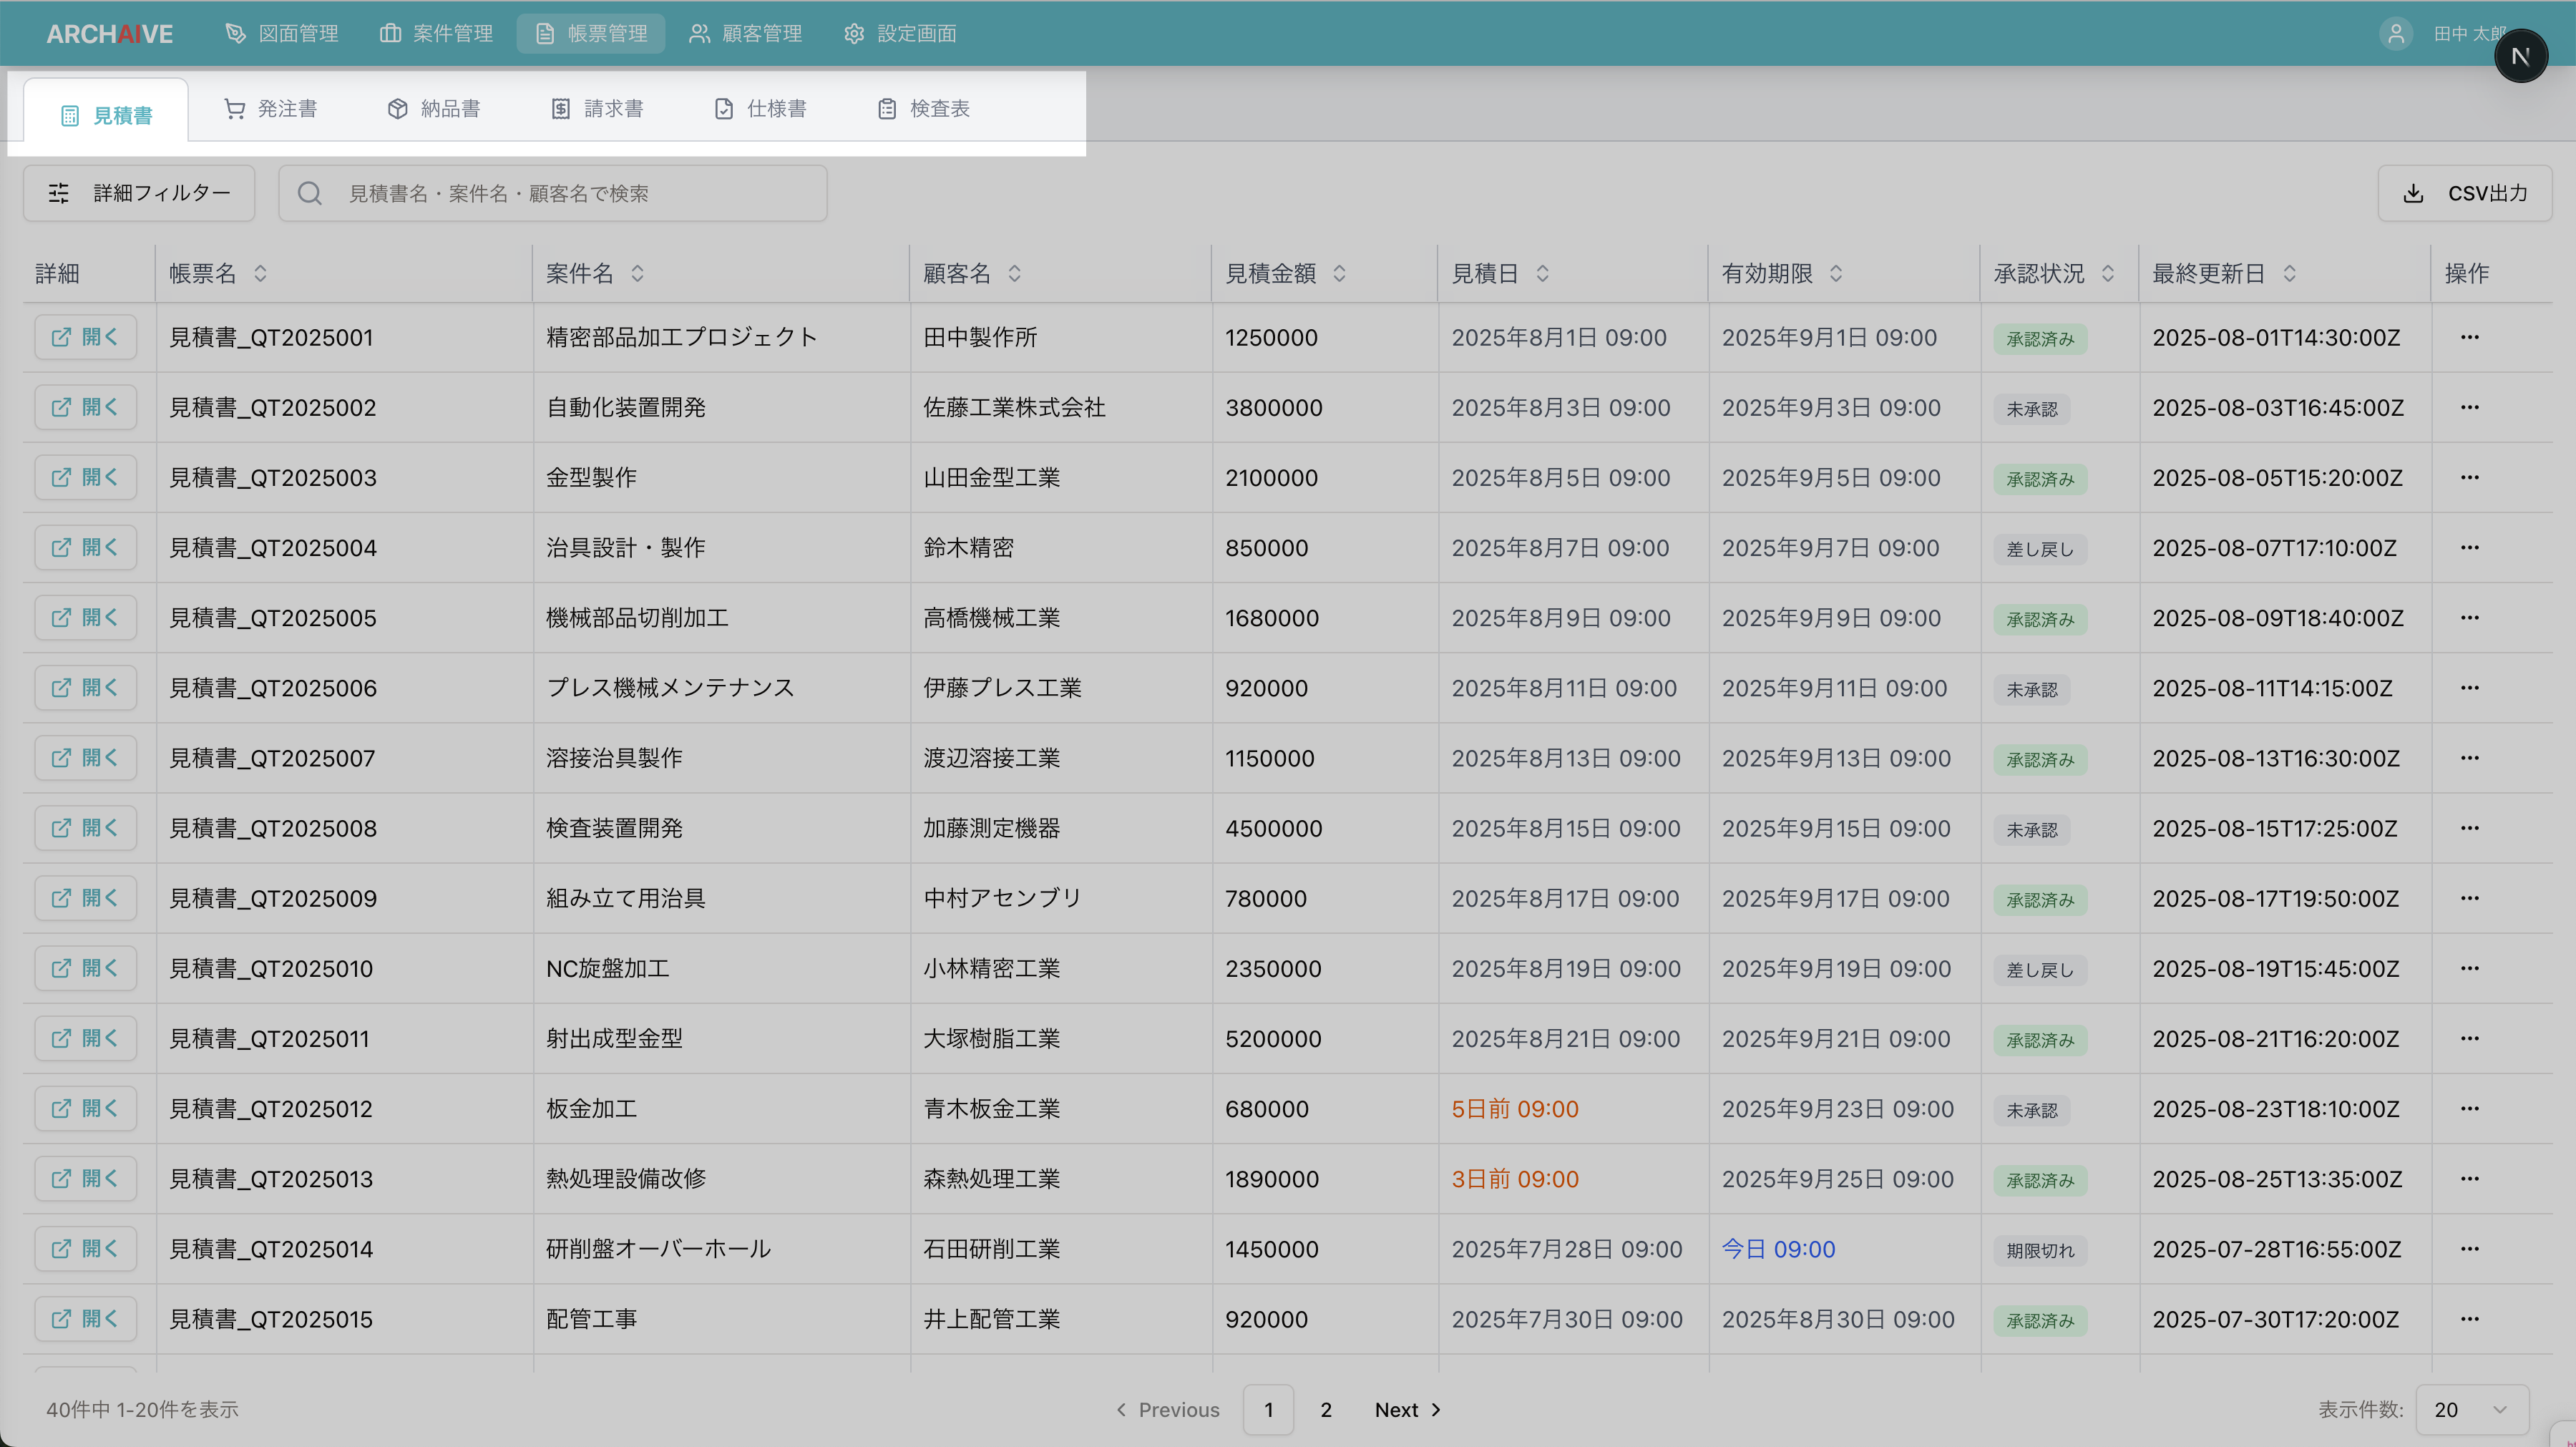 ARCHAIVE 図面管理 案件管理 帳票管理 顧客管理 設定画面 田中 太郎 N
見積書 発注書 納品書 請求書 仕様書 検査表
詳細フィルター 見積書名・案件名・顧客名で検索 CSV出力
詳細 帳票名 案件名 顧客名 見積金額 見積日 有効期限 承認状況 最終更新日 操作
開く 見積書_QT2025001 精密部品加工プロジェクト 田中製作所 1250000 2025年8月1日 09:00 2025年9月1日 09:00 承認済み 2025-08-01T14:30:00Z ...
開く 見積書_QT2025002 自動化装置開発 佐藤工業株式会社 3800000 2025年8月3日 09:00 2025年9月3日 09:00 未承認 2025-08-03T16:45:00Z ...
開く 見積書_QT2025003 金型製作 山田金型工業 2100000 2025年8月5日 09:00 2025年9月5日 09:00 承認済み 2025-08-05T15:20:00Z ...
開く 見積書_QT2025004 治具設計・製作 鈴木精密 850000 2025年8月7日 09:00 2025年9月7日 09:00 差し戻し 2025-08-07T17:10:00Z ...
開く 見積書_QT2025005 機械部品切削加工 高橋機械工業 1680000 2025年8月9日 09:00 2025年9月9日 09:00 承認済み 2025-08-09T18:40:00Z ...
開く 見積書_QT2025006 プレス機械メンテナンス 伊藤プレス工業 920000 2025年8月11日 09:00 2025年9月11日 09:00 未承認 2025-08-11T14:15:00Z ...
開く 見積書_QT2025007 溶接治具製作 渡辺溶接工業 1150000 2025年8月13日 09:00 2025年9月13日 09:00 承認済み 2025-08-13T16:30:00Z ...
開く 見積書_QT2025008 検査装置開発 加藤測定機器 4500000 2025年8月15日 09:00 2025年9月15日 09:00 未承認 2025-08-15T17:25:00Z ...
開く 見積書_QT2025009 組み立て用治具 中村アセンブリ 780000 2025年8月17日 09:00 2025年9月17日 09:00 承認済み 2025-08-17T19:50:00Z ...
開く 見積書_QT2025010 NC旋盤加工 小林精密工業 2350000 2025年8月19日 09:00 2025年9月19日 09:00 差し戻し 2025-08-19T15:45:00Z ...
開く 見積書_QT2025011 射出成型金型 大塚樹脂工業 5200000 2025年8月21日 09:00 2025年9月21日 09:00 承認済み 2025-08-21T16:20:00Z ...
開く 見積書_QT2025012 板金加工 青木板金工業 680000 5日前 09:00 2025年9月23日 09:00 未承認 2025-08-23T18:10:00Z ...
開く 見積書_QT2025013 熱処理設備改修 森熱処理工業 1890000 3日前 09:00 2025年9月25日 09:00 承認済み 2025-08-25T13:35:00Z ...
開く 見積書_QT2025014 研削盤オーバーホール 石田研削工業 1450000 2025年7月28日 09:00 今日 09:00 期限切れ 2025-07-28T16:55:00Z ...
開く 見積書_QT2025015 配管工事 井上配管工業 920000 2025年7月30日 09:00 2025年8月30日 09:00 承認済み 2025-07-30T17:20:00Z ...
40件中 1-20件を表示 Previous 1 2 Next 表示件数: 20